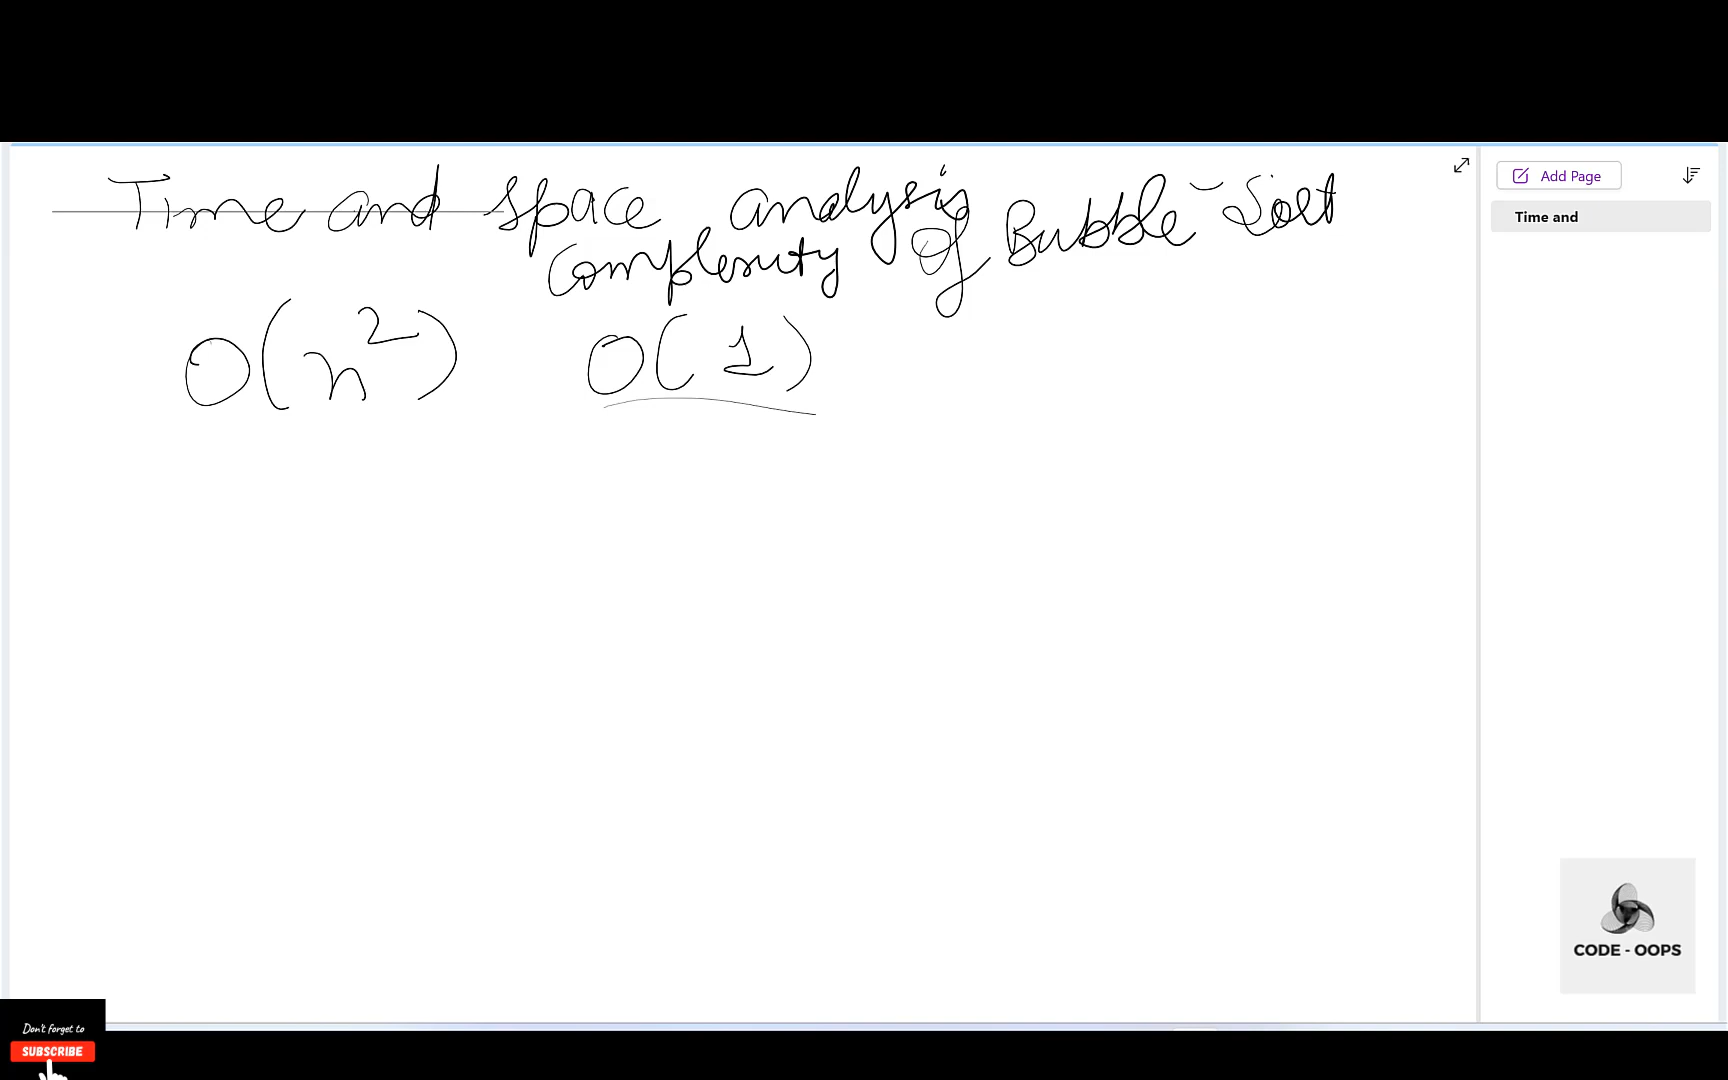 Time and space analysis of Bubble-Sort
Complexity
O(n²) O(1)
Add Page
Time and
CODE - OOPS
Don't forget to
SUBSCRIBE